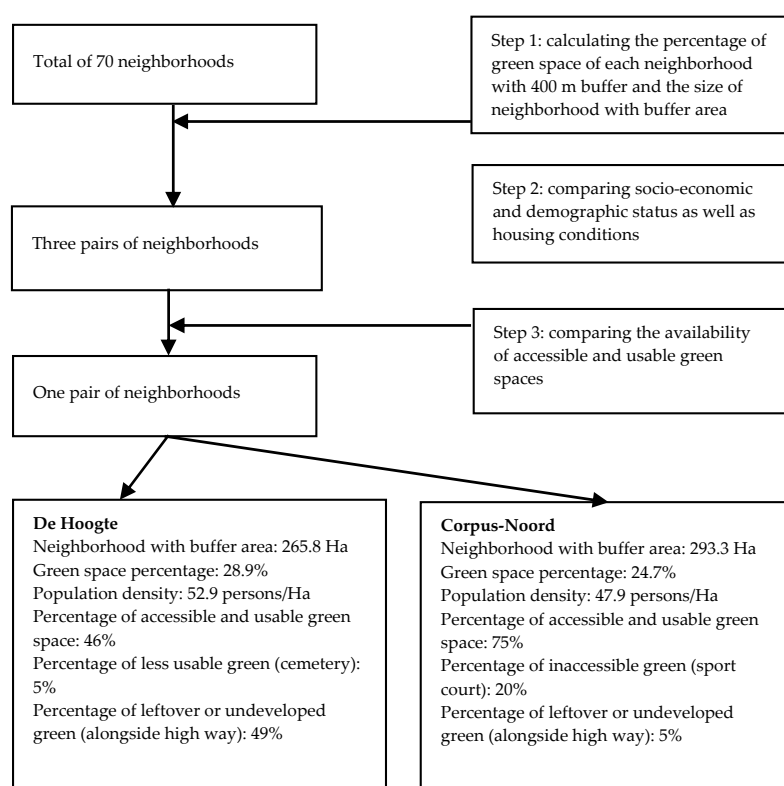 Total of 70 neighborhoods
Step 1: calculating the percentage of
green space of each neighborhood
with 400 m buffer and the size of
neighborhood with buffer area
Step 2: comparing socio-economic
and demographic status as well as
housing conditions
Three pairs of neighborhoods
Step 3: comparing the availability
of accessible and usable green
spaces
One pair of neighborhoods
De Hoogte
Neighborhood with buffer area: 265.8 Ha
Green space percentage: 28.9%
Population density: 52.9 persons/Ha
Percentage of accessible and usable green
space: 46%
Percentage of less usable green (cemetery):
5%
Percentage of leftover or undeveloped
green (alongside high way): 49%
Corpus-Noord
Neighborhood with buffer area: 293.3 Ha
Green space percentage: 24.7%
Population density: 47.9 persons/Ha
Percentage of accessible and usable green
space: 75%
Percentage of inaccessible green (sport
court): 20%
Percentage of leftover or undeveloped
green (alongside high way): 5%